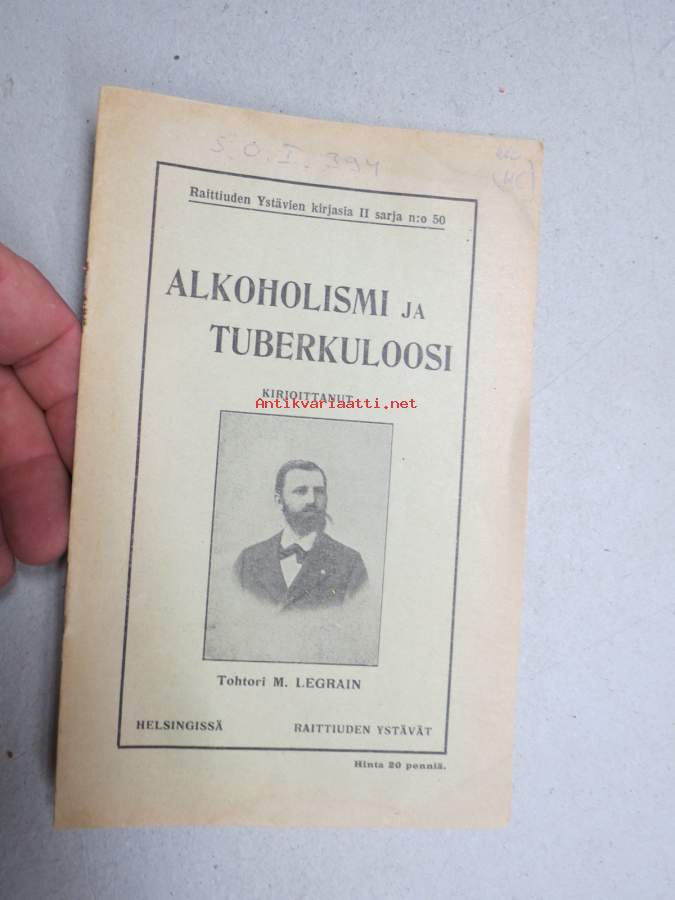 S.O.I. 394
Raittiuden Ystävien kirjasia II sarja n:o 50
ALKOHOLISMI JA
TUBERKULOOSI
KIRJOITTANUT
Antikvariaatti.net
Tohtori M. LEGRAIN
HELSINGISSÄ RAITTIUDEN YSTÄVÄT
Hinta 20 penniä.